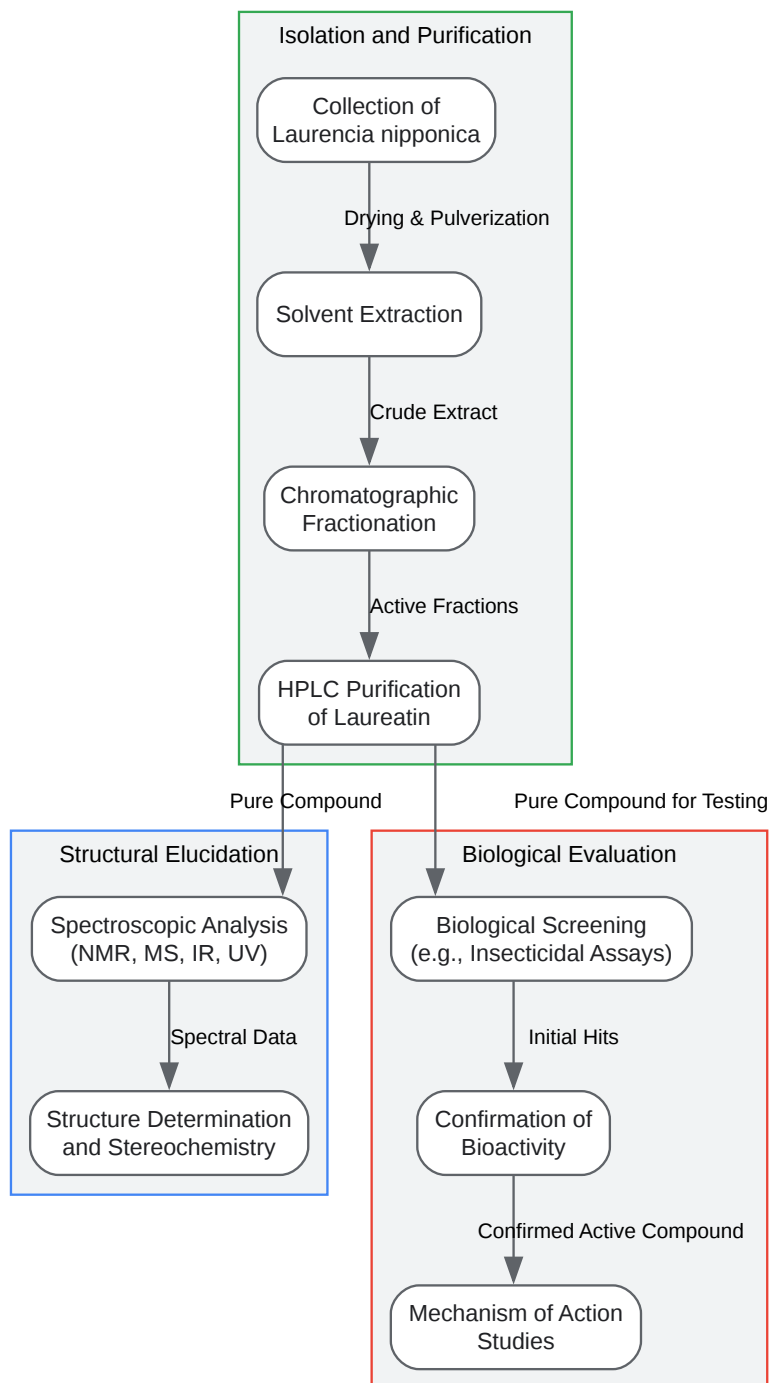 Isolation and Purification
Collection of
Laurencia nipponica
Drying & Pulverization
Solvent Extraction
Crude Extract
Chromatographic
Fractionation
Active Fractions
HPLC Purification
of Laureatin
Pure Compound
Pure Compound for Testing
Structural Elucidation
Spectroscopic Analysis
(NMR, MS, IR, UV)
Spectral Data
Structure Determination
and Stereochemistry
Biological Evaluation
Biological Screening
(e.g., Insecticidal Assays)
Initial Hits
Confirmation of
Bioactivity
Confirmed Active Compound
Mechanism of Action
Studies